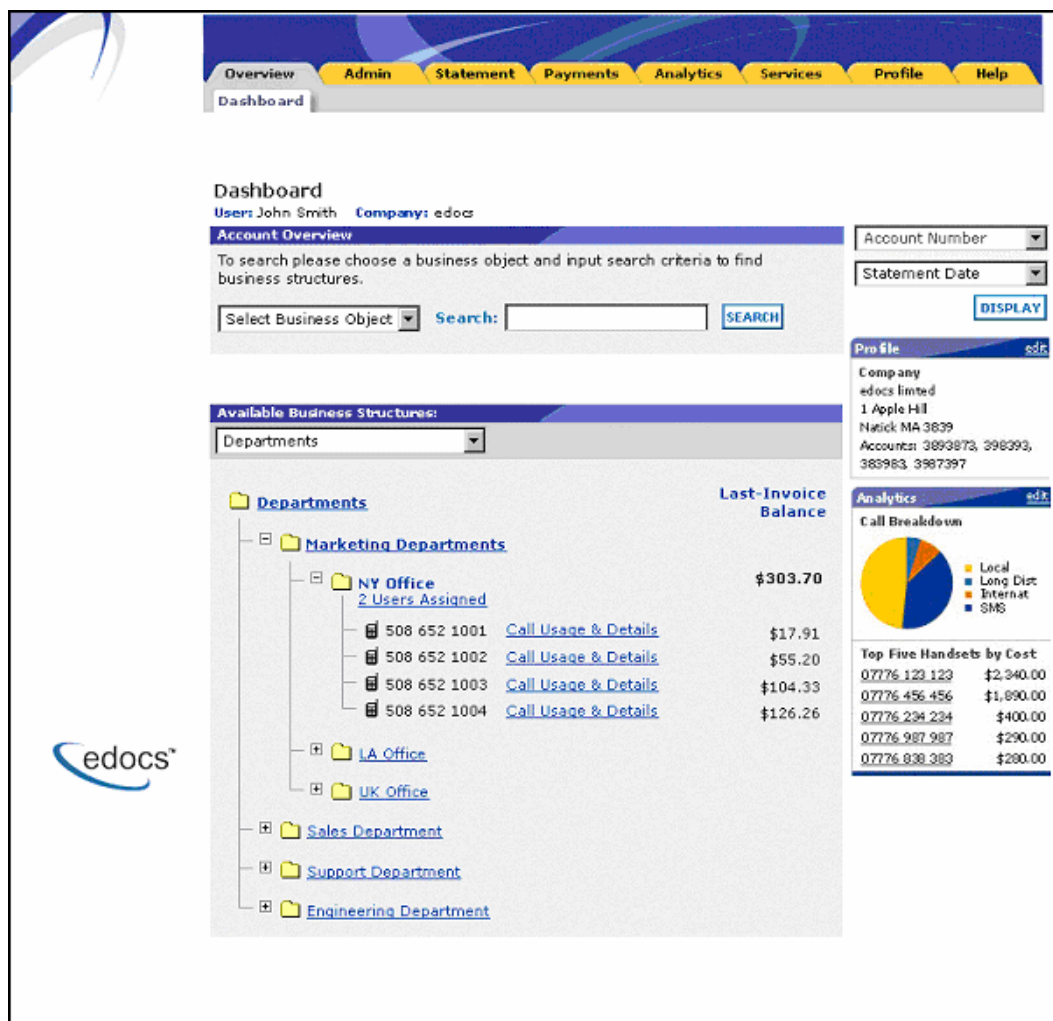 Overview Admin Statement Payments Analytics Services Profile Help
Dashboard
Dashboard
User: John Smith Company: edocs
Account Overview
To search please choose a business object and input search criteria to find
business structures.
Select Business Object Search: SEARCH
Account Number
Statement Date
DISPLAY
Profile edit
Company
edocs limted
1 Apple Hill
Natick MA 3839
Accounts: 3893873, 398393,
383983, 3987397
Available Business Structures:
Departments
Departments
Last-Invoice
Balance
Marketing Departments
NY Office $303.70
2 Users Assigned
508 652 1001 Call Usage & Details $17.91
508 652 1002 Call Usage & Details $55.20
508 652 1003 Call Usage & Details $104.33
508 652 1004 Call Usage & Details $126.26
LA Office
UK Office
Sales Department
Support Department
Engineering Department
Analytics edit
Call Breakdown
Local
Long Dist
Internat
SMS
Top Five Handsets by Cost
07776 123 123 $2,340.00
07776 456 456 $1,890.00
07776 234 234 $400.00
07776 987 987 $290.00
07776 838 383 $280.00
edocs™